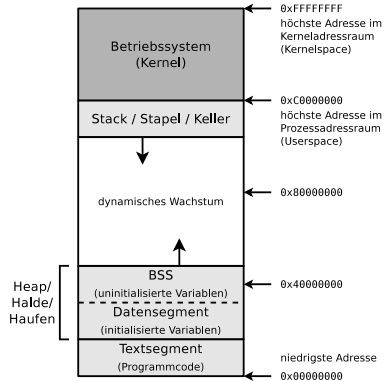 0xFFFFFFFF
höchste Adresse im
Kerneladressraum
(Kernelspace)
Betriebssystem
(Kernel)
0xC0000000
höchste Adresse im
Prozessadressraum
(Userspace)
Stack / Stapel / Keller
dynamisches Wachstum
0x80000000
Heap/
Halde/
Haufen
BSS
(uninitialisierte Variablen)
0x40000000
Datensegment
(initialisierte Variablen)
Textsegment
(Programmcode)
niedrigste Adresse
0x00000000